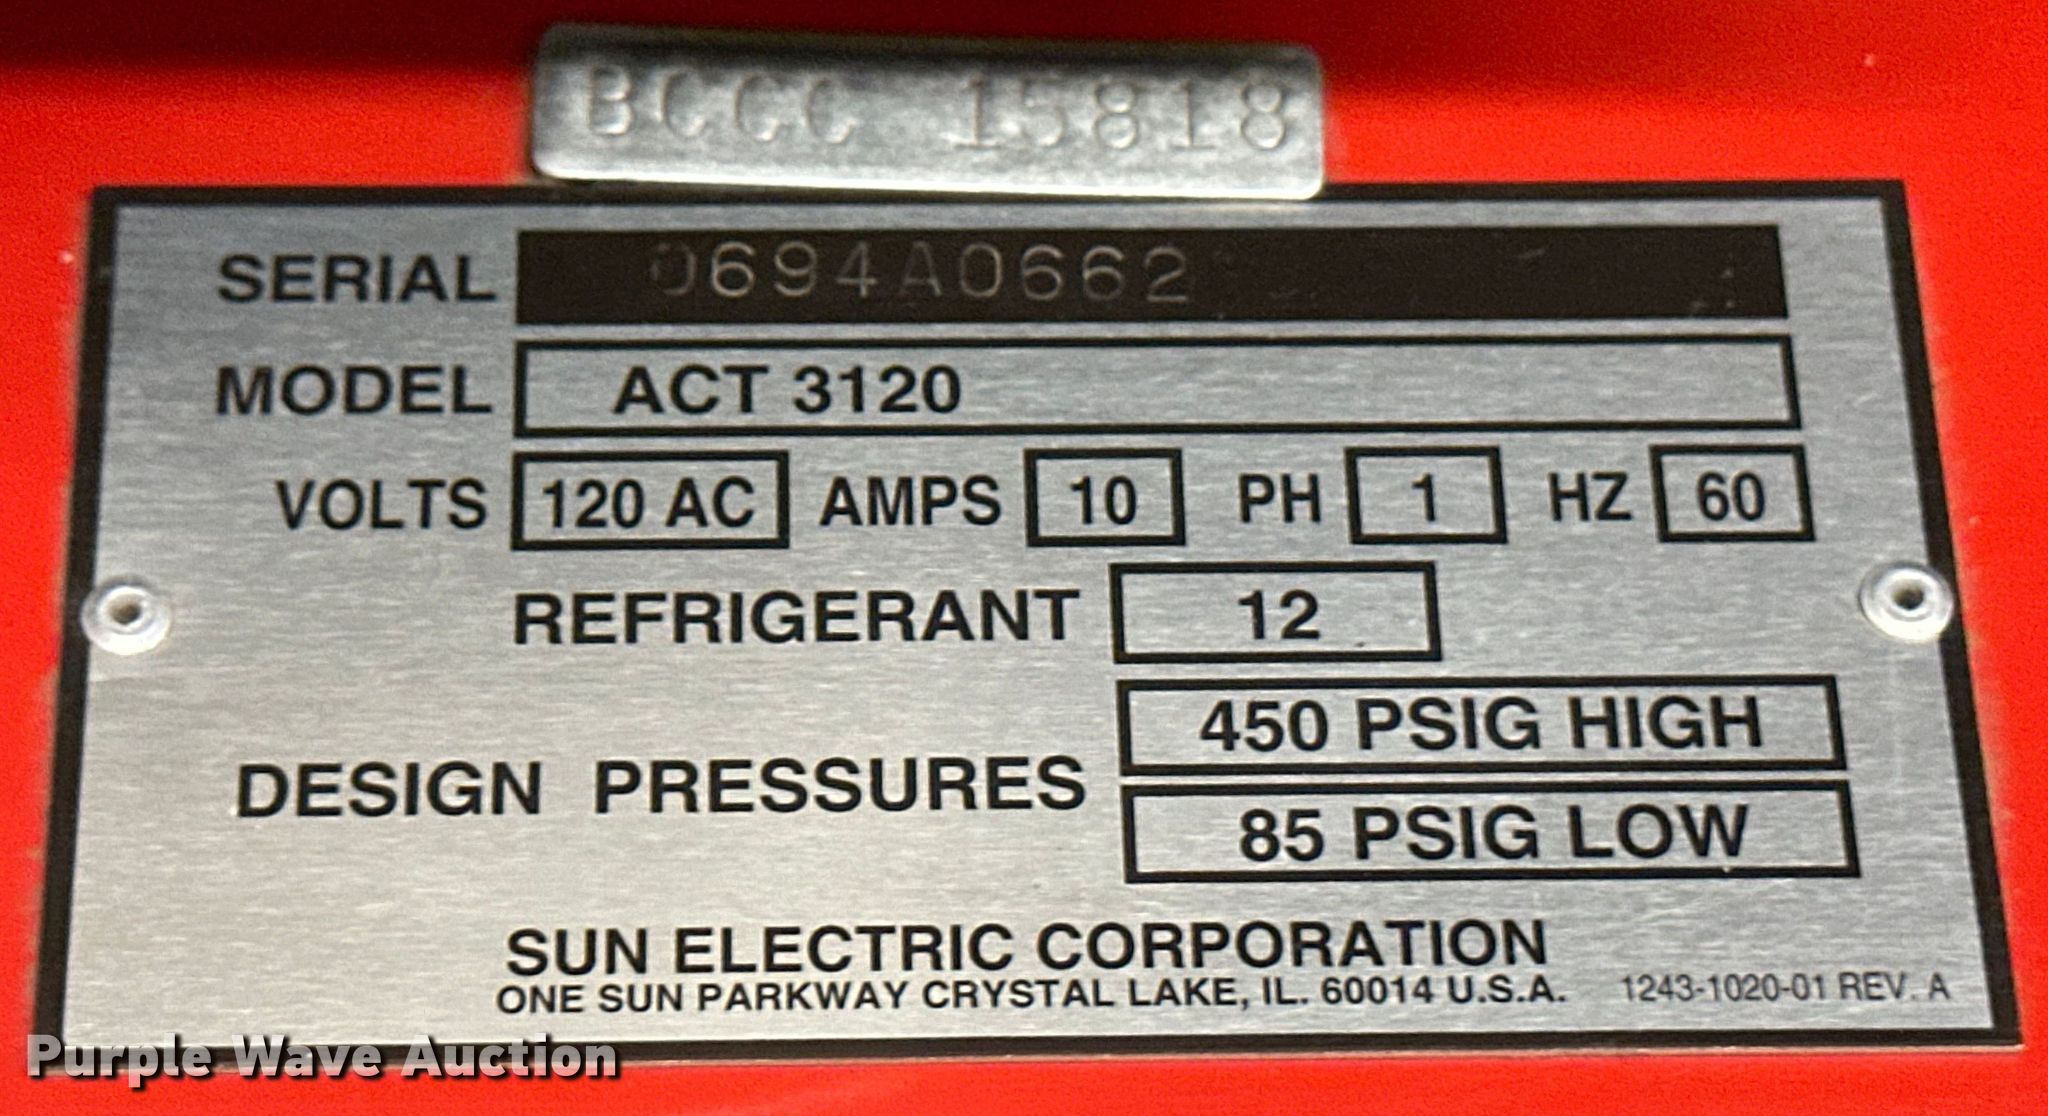 BCCC 15818
SERIAL 0694A0662
MODEL ACT 3120
VOLTS 120 AC AMPS 10 PH 1 HZ 60
REFRIGERANT 12
DESIGN PRESSURES 450 PSIG HIGH
85 PSIG LOW
SUN ELECTRIC CORPORATION
ONE SUN PARKWAY CRYSTAL LAKE, IL. 60014 U.S.A. 1243-1020-01 REV. A
Purple Wave Auction